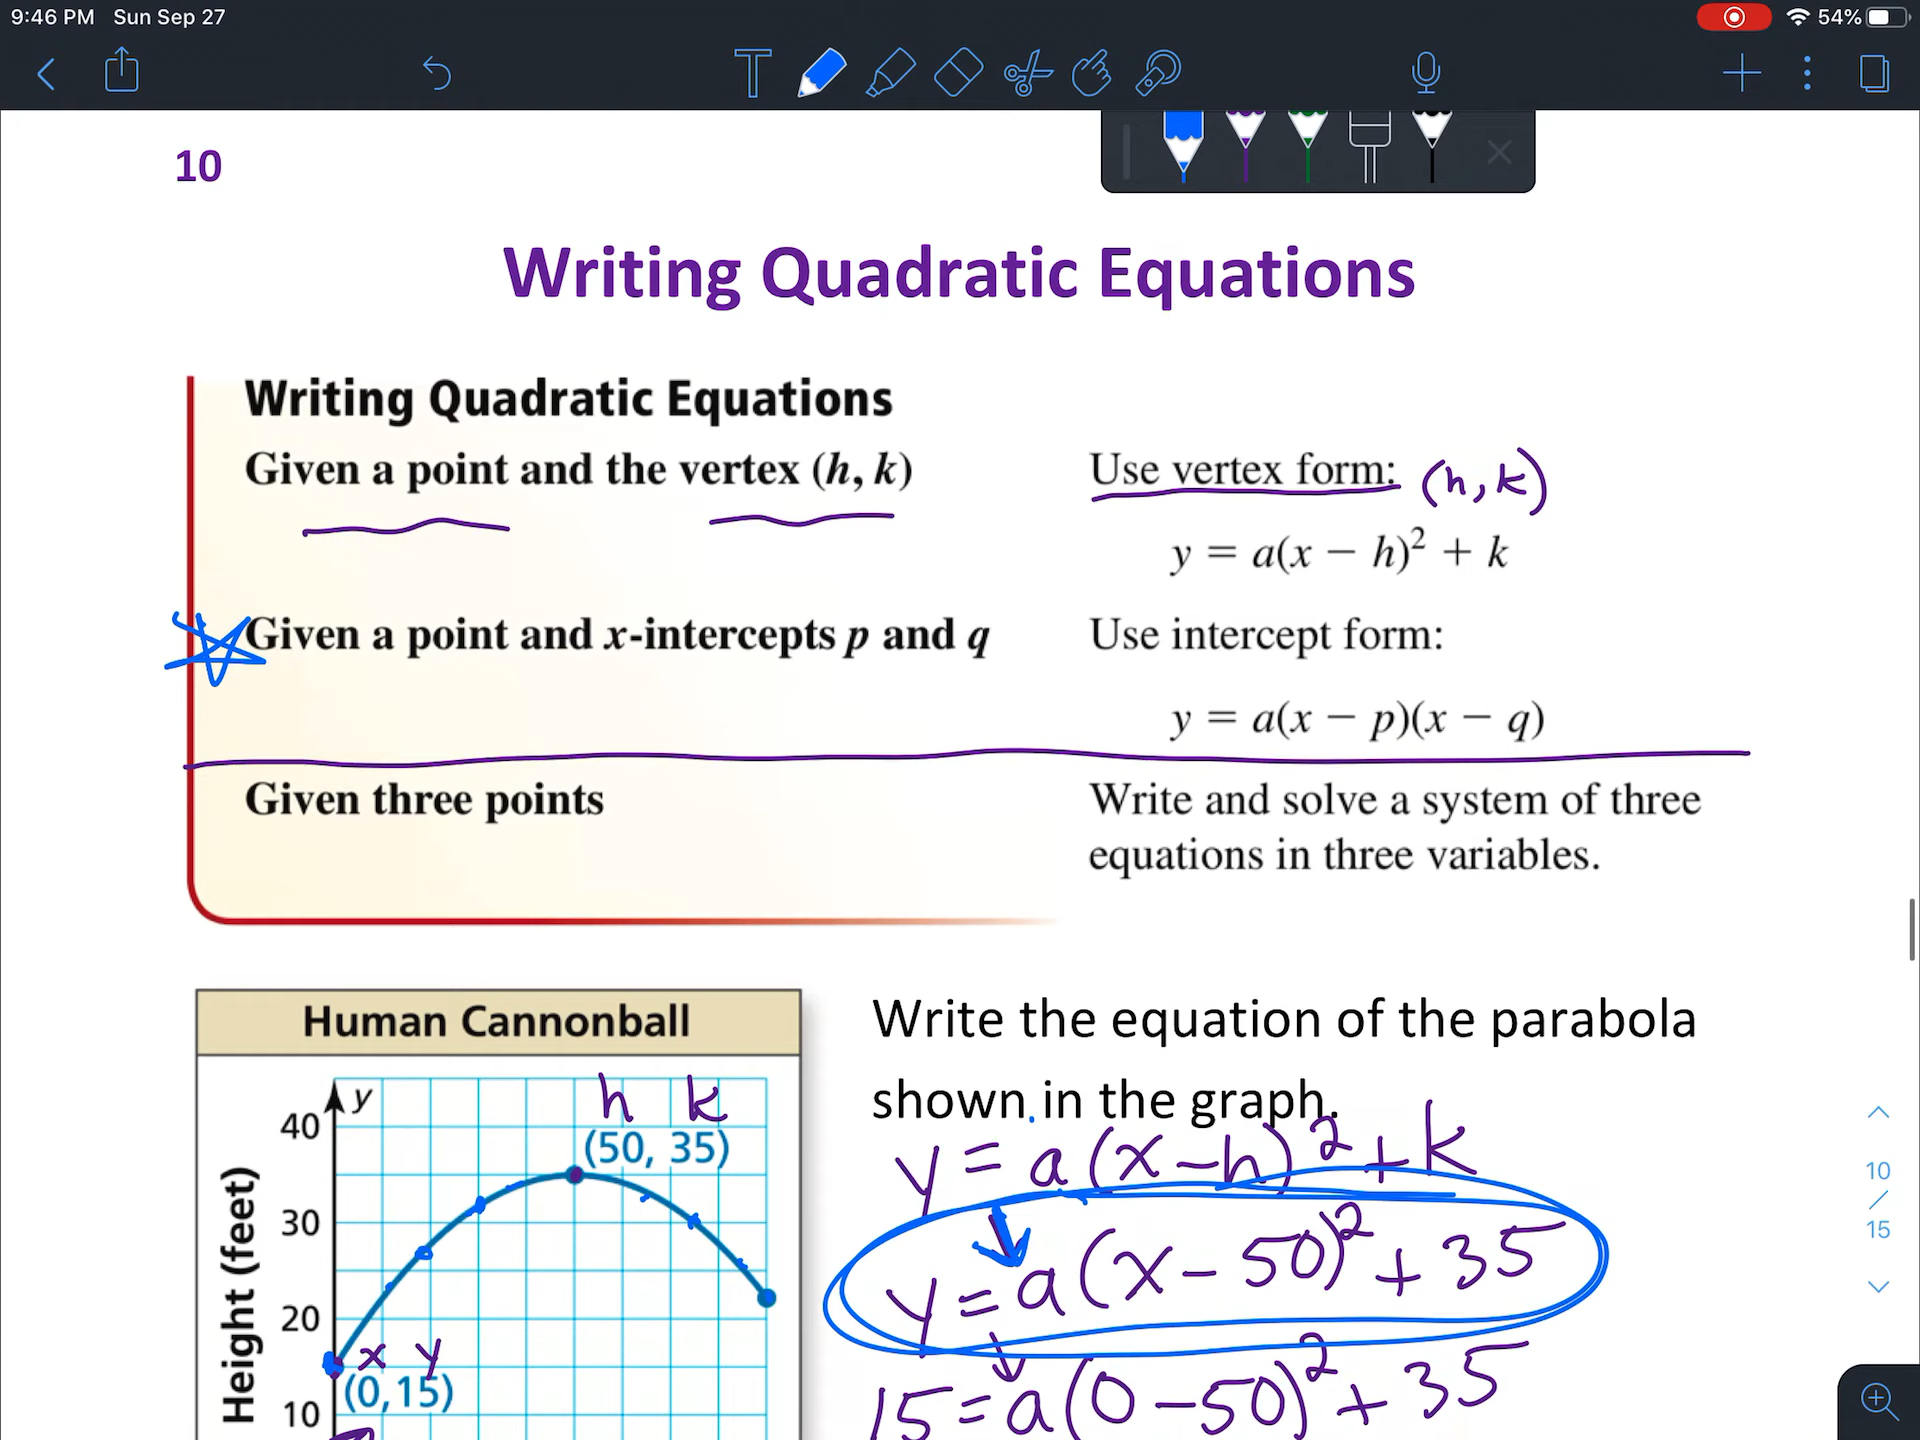 9:46 PM Sun Sep 27
54%
T
10
Writing Quadratic Equations
Writing Quadratic Equations
Given a point and the vertex (h, k)
Use vertex form: (h, k)
y = a(x − h)² + k
Given a point and x-intercepts p and q
Use intercept form:
y = a(x − p)(x − q)
Given three points
Write and solve a system of three
equations in three variables.
Human Cannonball
Write the equation of the parabola
shown in the graph.
y = a(x-h)² + k
y = a(x-50)² + 35
15 = a(0-50)² + 35
y
h k
40
(50, 35)
30
20
x y
(0, 15)
10
Height (feet)
10
/
15